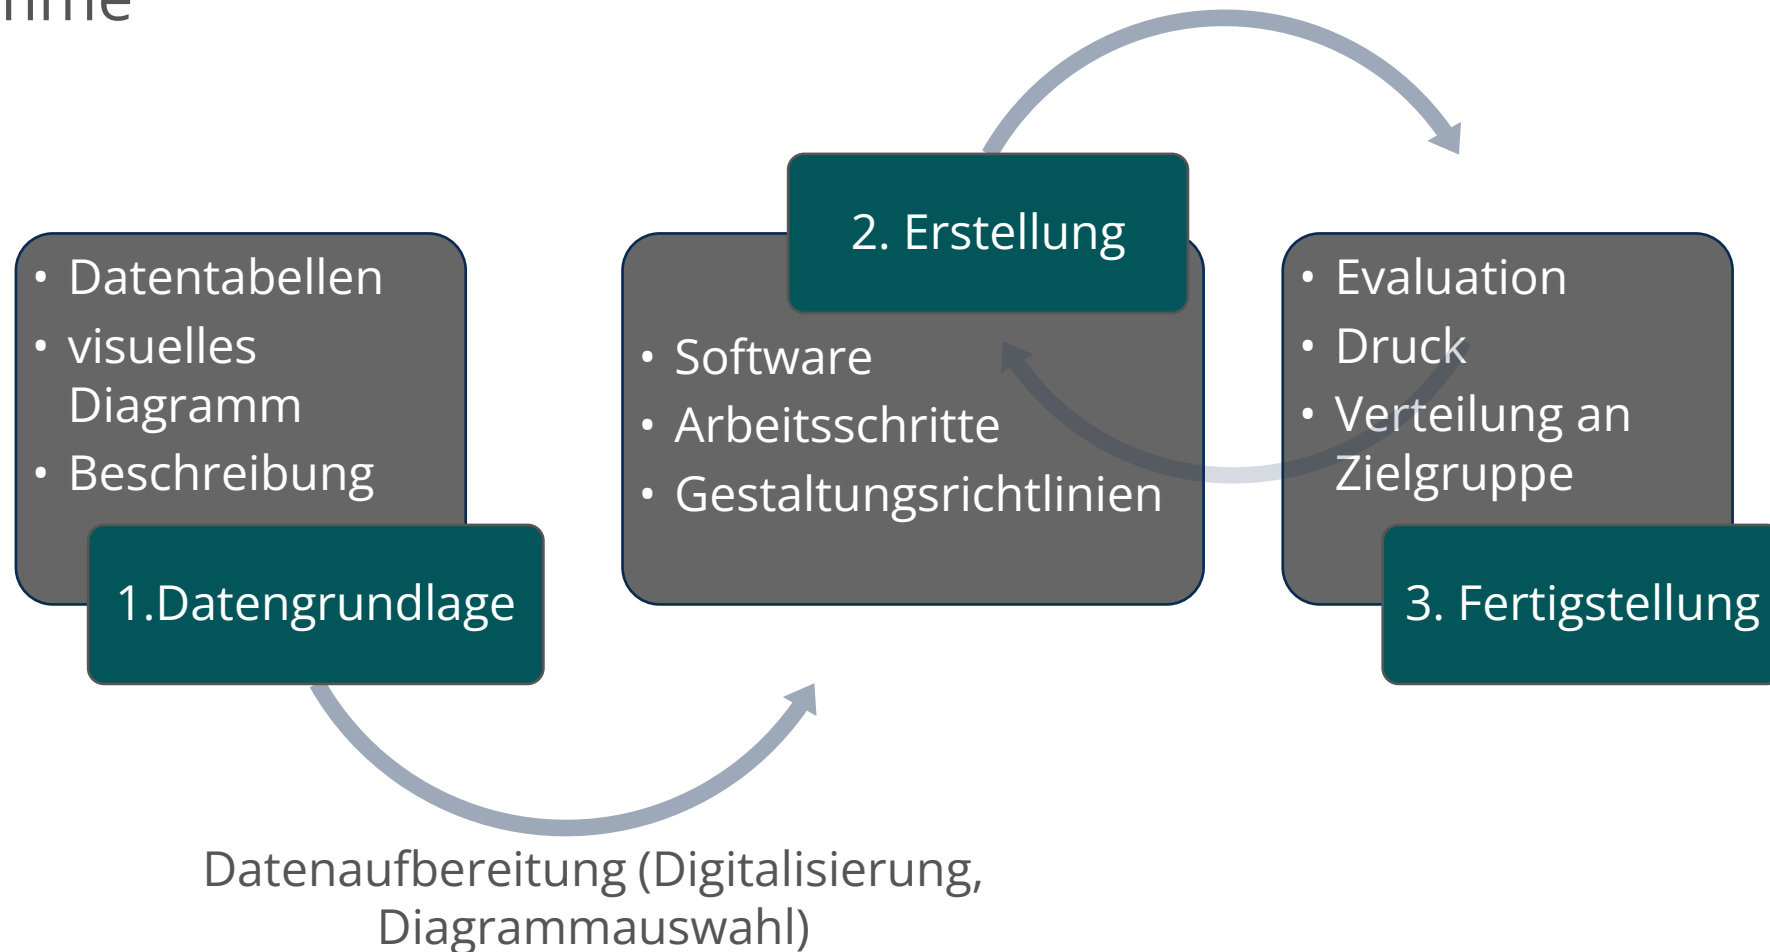 • Datentabellen
• visuelles
Diagramm
• Beschreibung
1.Datengrundlage
2. Erstellung
• Software
• Arbeitsschritte
• Gestaltungsrichtlinien
• Evaluation
• Druck
• Verteilung an
Zielgruppe
3. Fertigstellung
Datenaufbereitung (Digitalisierung,
Diagrammauswahl)